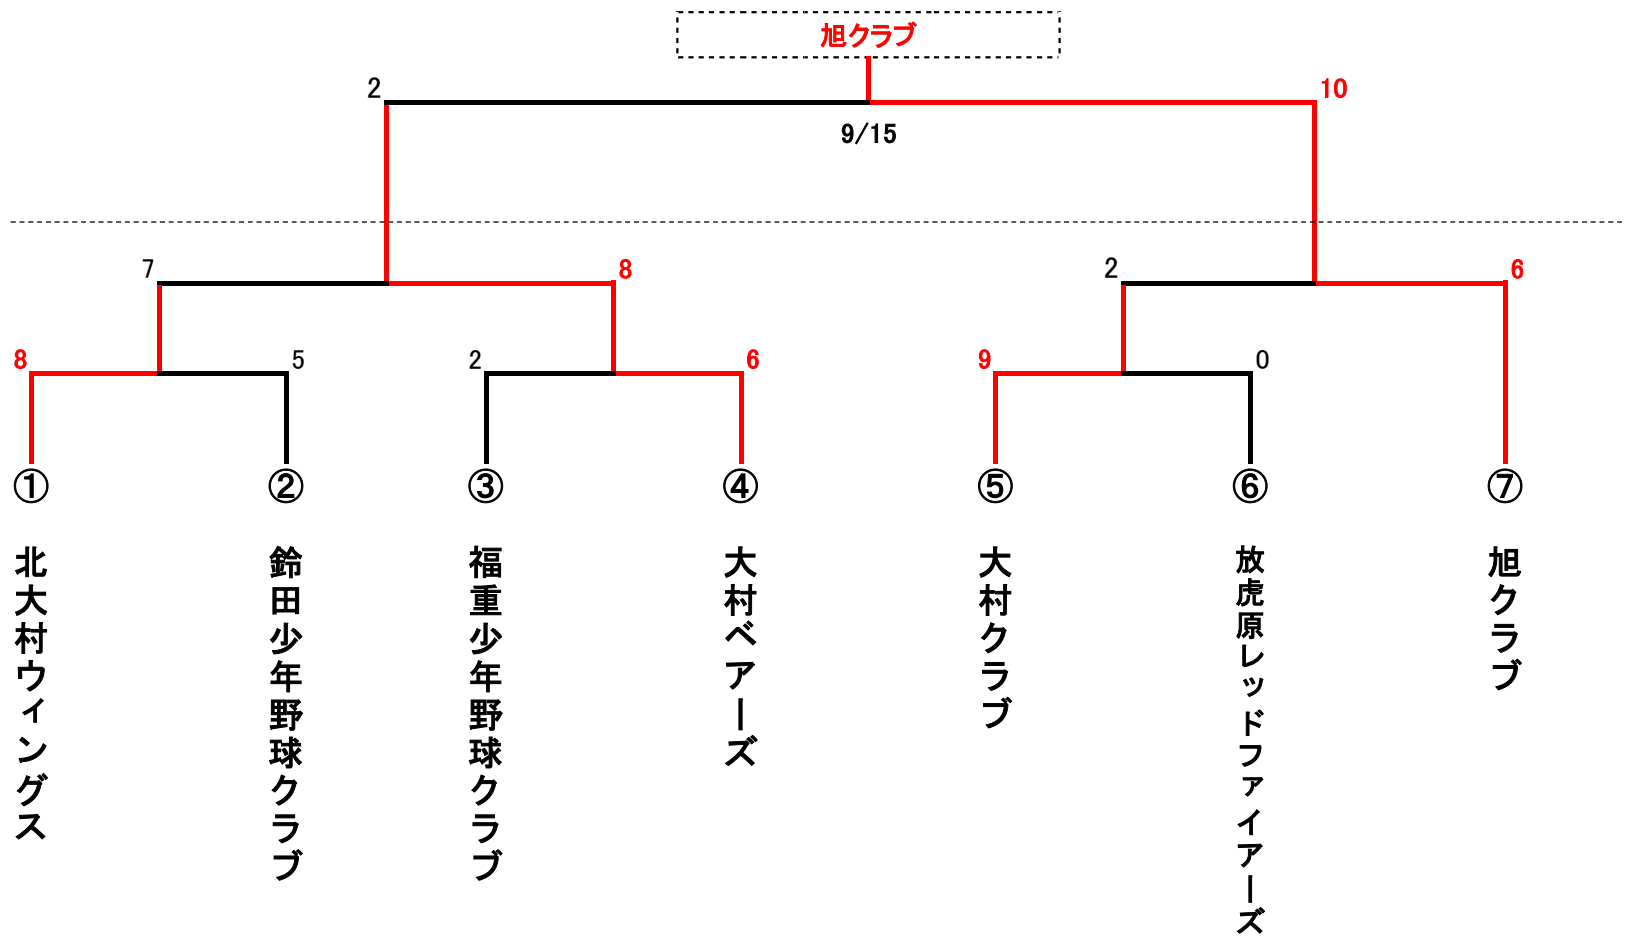 旭クラブ
2
10
9/15
7
8
2
6
8
5
2
6
9
0
①
②
③
④
⑤
⑥
⑦
北大村ウィングス
鈴田少年野球クラブ
福重少年野球クラブ
大村ベアーズ
大村クラブ
放虎原レッドファイアーズ
旭クラブ